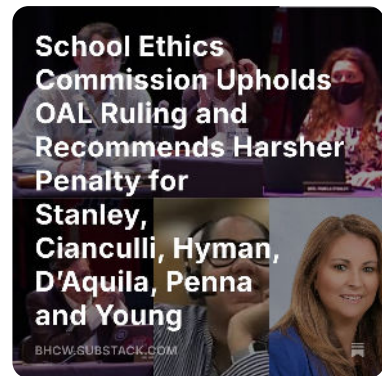 School Ethics
Commission Upholds
OAL Ruling and
Recommends Harsher
Penalty for
Stanley,
Cianculli, Hyman,
D’Aquila, Penna
and Young
BHCW.SUBSTACK.COM